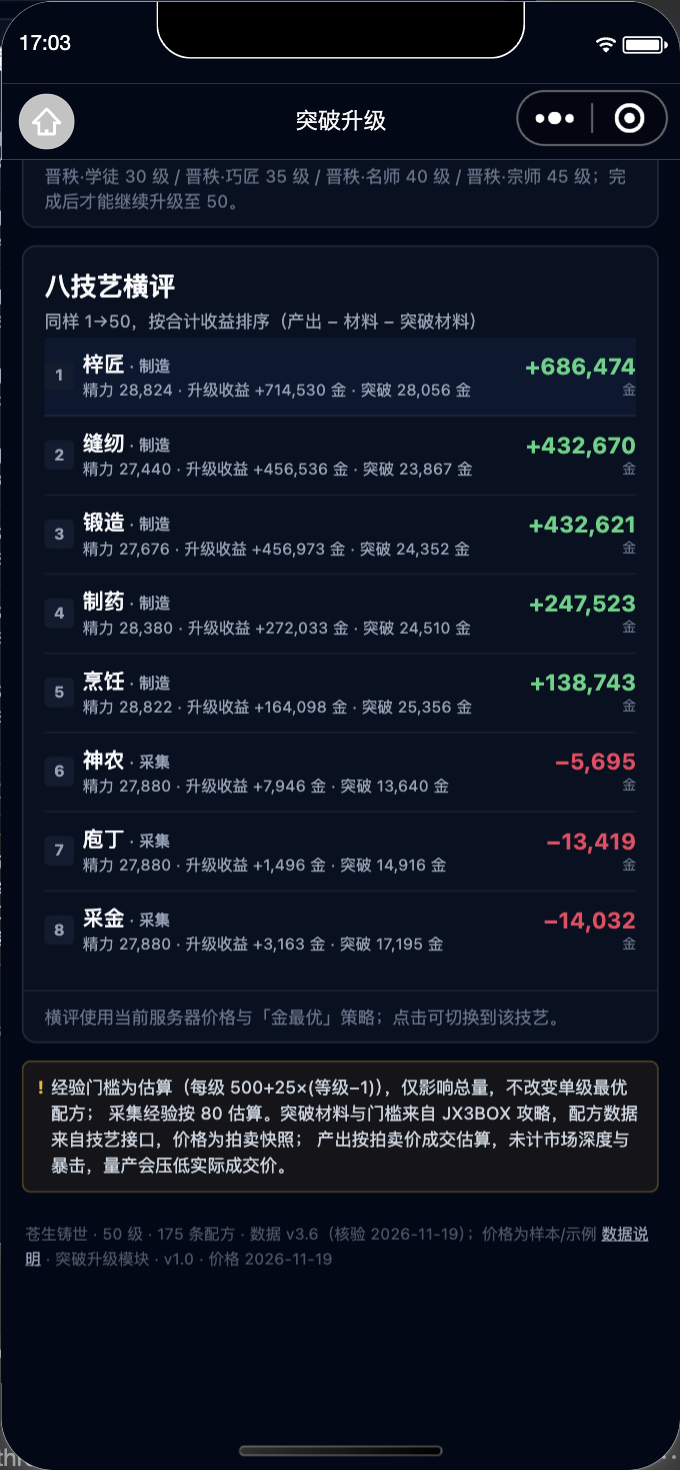 17:03
突破升级
晋秩·学徒 30 级 / 晋秩·巧匠 35 级 / 晋秩·名师 40 级 / 晋秩·宗师 45 级；完
成后才能继续升级至 50。
八技艺横评
同样 1→50，按合计收益排序（产出 − 材料 − 突破材料）
1 梓匠 · 制造 +686,474
精力 28,824 · 升级收益 +714,530 金 · 突破 28,056 金 金
2 缝纫 · 制造 +432,670
精力 27,440 · 升级收益 +456,536 金 · 突破 23,867 金 金
3 锻造 · 制造 +432,621
精力 27,676 · 升级收益 +456,973 金 · 突破 24,352 金 金
4 制药 · 制造 +247,523
精力 28,380 · 升级收益 +272,033 金 · 突破 24,510 金 金
5 烹饪 · 制造 +138,743
精力 28,822 · 升级收益 +164,098 金 · 突破 25,356 金 金
6 神农 · 采集 −5,695
精力 27,880 · 升级收益 +7,946 金 · 突破 13,640 金 金
7 庖丁 · 采集 −13,419
精力 27,880 · 升级收益 +1,496 金 · 突破 14,916 金 金
8 采金 · 采集 −14,032
精力 27,880 · 升级收益 +3,163 金 · 突破 17,195 金 金
横评使用当前服务器价格与「金最优」策略；点击可切换到该技艺。
! 经验门槛为估算（每级 500+25×(等级−1)），仅影响总量，不改变单级最优
配方； 采集经验按 80 估算。突破材料与门槛来自 JX3BOX 攻略，配方数据
来自技艺接口，价格为拍卖快照； 产出按拍卖价成交估算，未计市场深度与
暴击，量产会压低实际成交价。
苍生铸世 · 50 级 · 175 条配方 · 数据 v3.6（核验 2026-11-19）；价格为样本/示例 数据说
明 · 突破升级模块 · v1.0 · 价格 2026-11-19